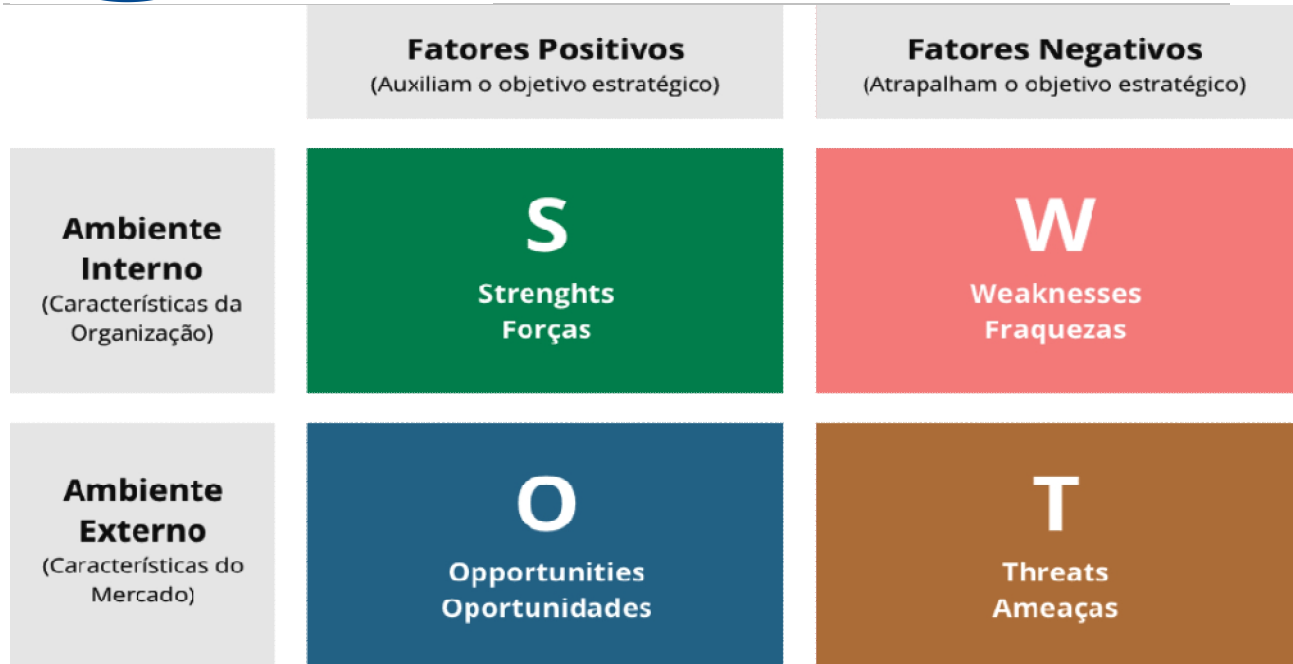 Fatores Positivos
(Auxiliam o objetivo estratégico)
Fatores Negativos
(Atrapalham o objetivo estratégico)
Ambiente
Interno
(Características da
Organização)
S
Strenghts
Forças
W
Weaknesses
Fraquezas
Ambiente
Externo
(Características do
Mercado)
O
Opportunities
Oportunidades
T
Threats
Ameaças